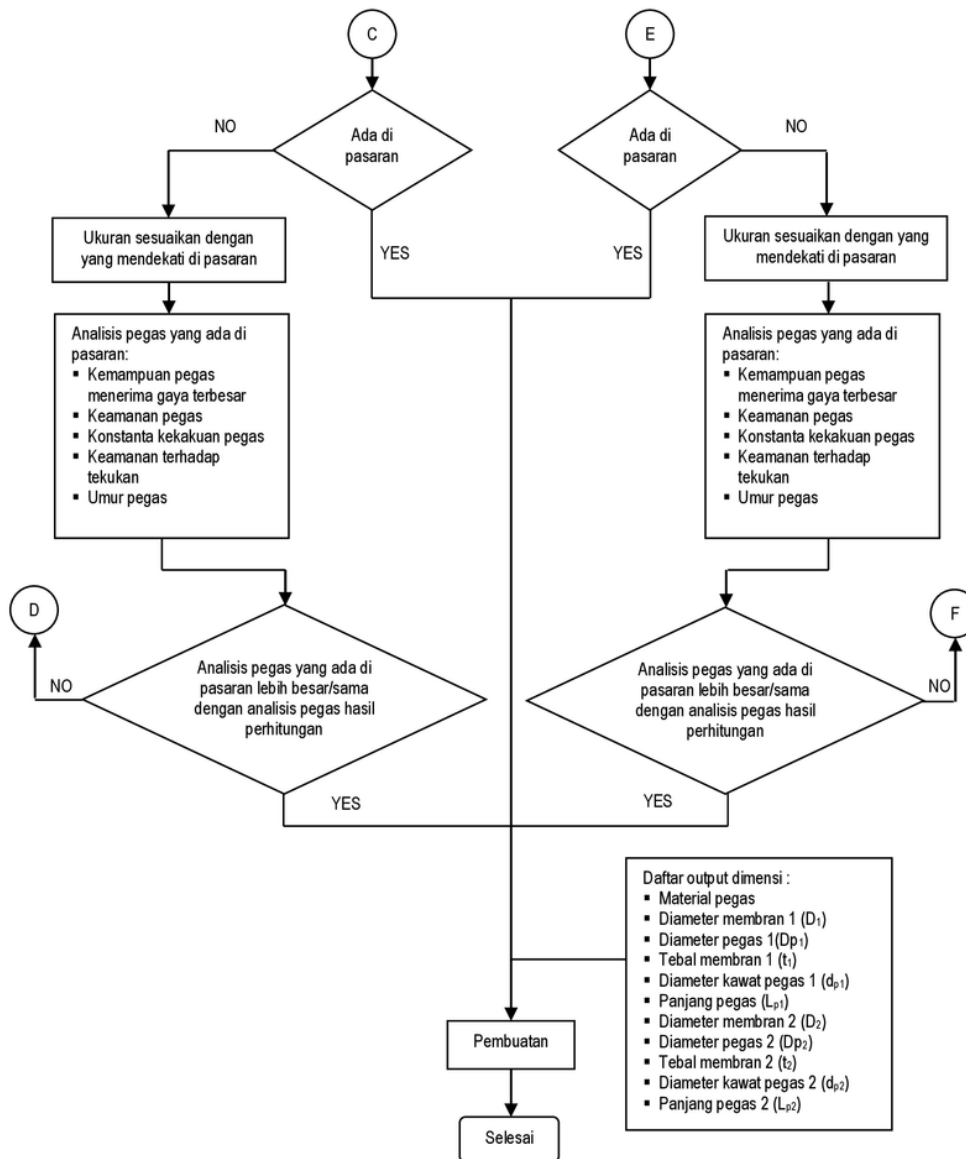 C
E
NO
Ada di
pasaran
Ada di
pasaran
NO
Ukuran sesuaikan dengan
yang mendekati di pasaran
YES
YES
Ukuran sesuaikan dengan yang
mendekati di pasaran
Analisis pegas yang ada di
pasaran:
▪ Kemampuan pegas
menerima gaya terbesar
▪ Keamanan pegas
▪ Konstanta kekakuan pegas
▪ Keamanan terhadap
tekukan
▪ Umur pegas
Analisis pegas yang ada di
pasaran:
▪ Kemampuan pegas
menerima gaya terbesar
▪ Keamanan pegas
▪ Konstanta kekakuan pegas
▪ Keamanan terhadap
tekukan
▪ Umur pegas
D
NO
Analisis pegas yang ada di
pasaran lebih besar/sama
dengan analisis pegas hasil
perhitungan
YES
Analisis pegas yang ada di
pasaran lebih besar/sama
dengan analisis pegas hasil
perhitungan
YES
F
NO
Daftar output dimensi :
▪ Material pegas
▪ Diameter membran 1 (D₁)
▪ Diameter pegas 1(Dp₁)
▪ Tebal membran 1 (t₁)
▪ Diameter kawat pegas 1 (dₚ₁)
▪ Panjang pegas (Lₚ₁)
▪ Diameter membran 2 (D₂)
▪ Diameter pegas 2 (Dp₂)
▪ Tebal membran 2 (t₂)
▪ Diameter kawat pegas 2 (dₚ₂)
▪ Panjang pegas 2 (Lₚ₂)
Pembuatan
Selesai